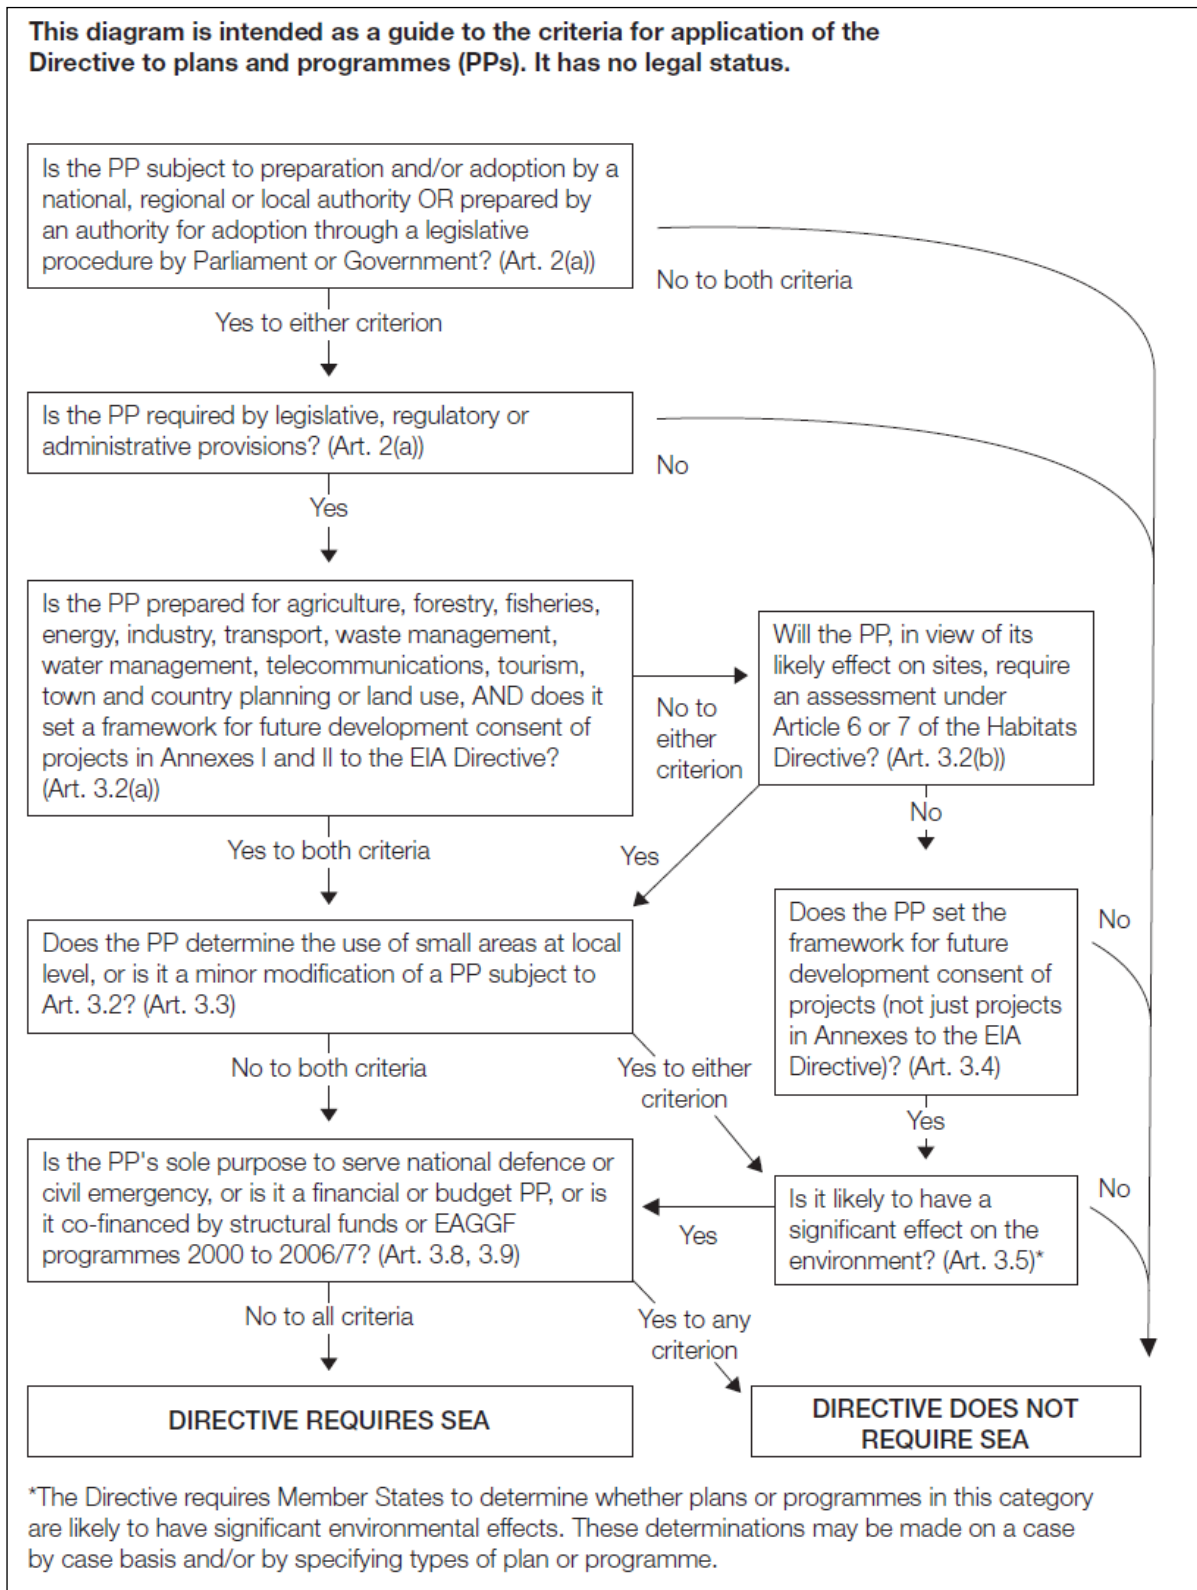 This diagram is intended as a guide to the criteria for application of the
Directive to plans and programmes (PPs). It has no legal status.
Is the PP subject to preparation and/or adoption by a
national, regional or local authority OR prepared by
an authority for adoption through a legislative
procedure by Parliament or Government? (Art. 2(a))
No to both criteria
Yes to either criterion
Is the PP required by legislative, regulatory or
administrative provisions? (Art. 2(a))
No
Yes
Is the PP prepared for agriculture, forestry, fisheries,
energy, industry, transport, waste management,
water management, telecommunications, tourism,
town and country planning or land use, AND does it
set a framework for future development consent of
projects in Annexes I and II to the EIA Directive?
(Art. 3.2(a))
No to
either
criterion
Will the PP, in view of its
likely effect on sites, require
an assessment under
Article 6 or 7 of the Habitats
Directive? (Art. 3.2(b))
Yes to both criteria
Yes
No
Does the PP determine the use of small areas at local
level, or is it a minor modification of a PP subject to
Art. 3.2? (Art. 3.3)
Does the PP set the
framework for future
development consent of
projects (not just projects
in Annexes to the EIA
Directive)? (Art. 3.4)
No
No to both criteria
Yes to either
criterion
Yes
Is the PP's sole purpose to serve national defence or
civil emergency, or is it a financial or budget PP, or is
it co-financed by structural funds or EAGGF
programmes 2000 to 2006/7? (Art. 3.8, 3.9)
Yes
Is it likely to have a
significant effect on the
environment? (Art. 3.5)*
No
No to all criteria
Yes to any
criterion
DIRECTIVE REQUIRES SEA
DIRECTIVE DOES NOT
REQUIRE SEA
*The Directive requires Member States to determine whether plans or programmes in this category
are likely to have significant environmental effects. These determinations may be made on a case
by case basis and/or by specifying types of plan or programme.